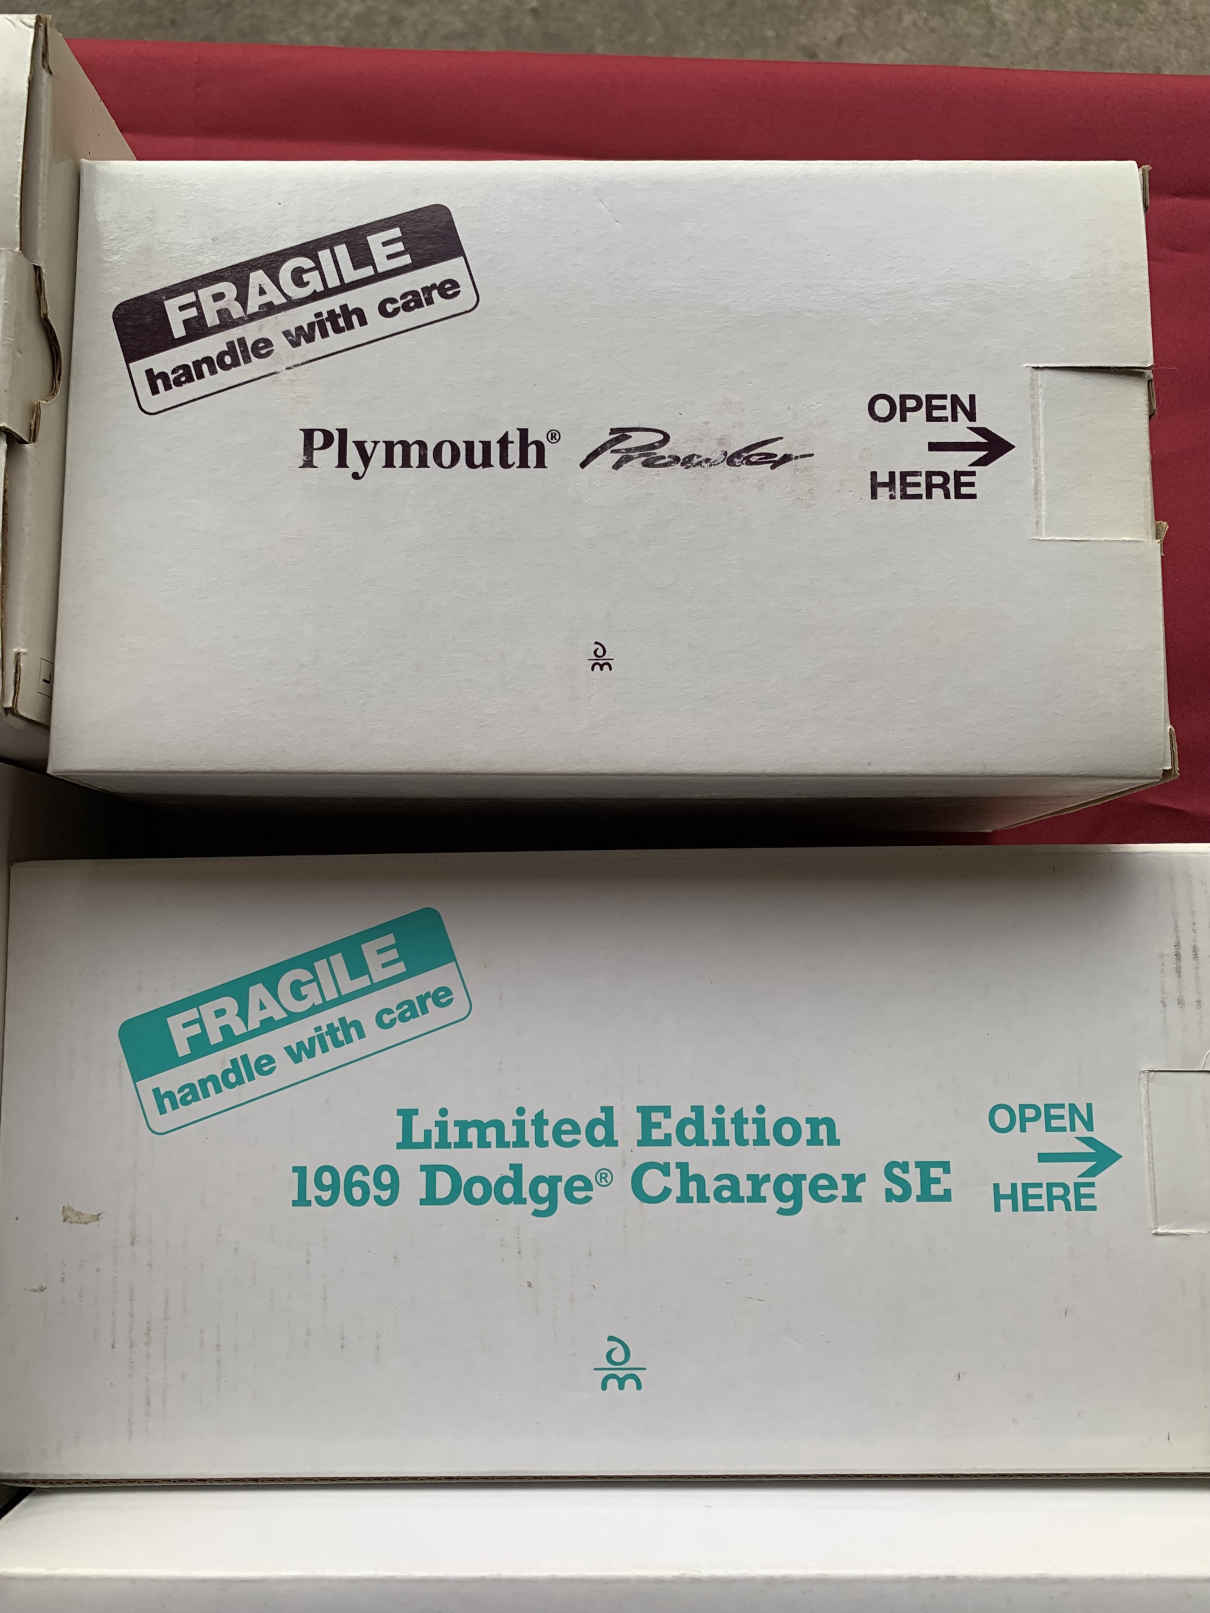 FRAGILE
handle with care
Plymouth® Prowler
OPEN
HERE
FRAGILE
handle with care
Limited Edition
1969 Dodge® Charger SE
OPEN
HERE